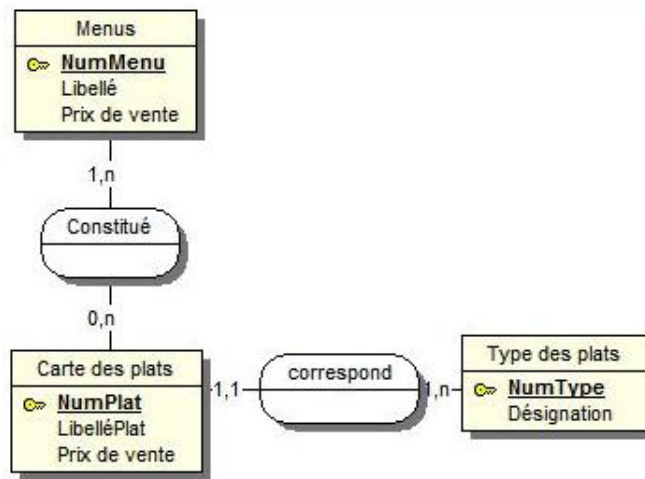 Menus
NumMenu
Libellé
Prix de vente
1,n
Constitué
0,n
Carte des plats
NumPlat
LibelléPlat
Prix de vente
1,1
correspond
1,n
Type des plats
NumType
Désignation